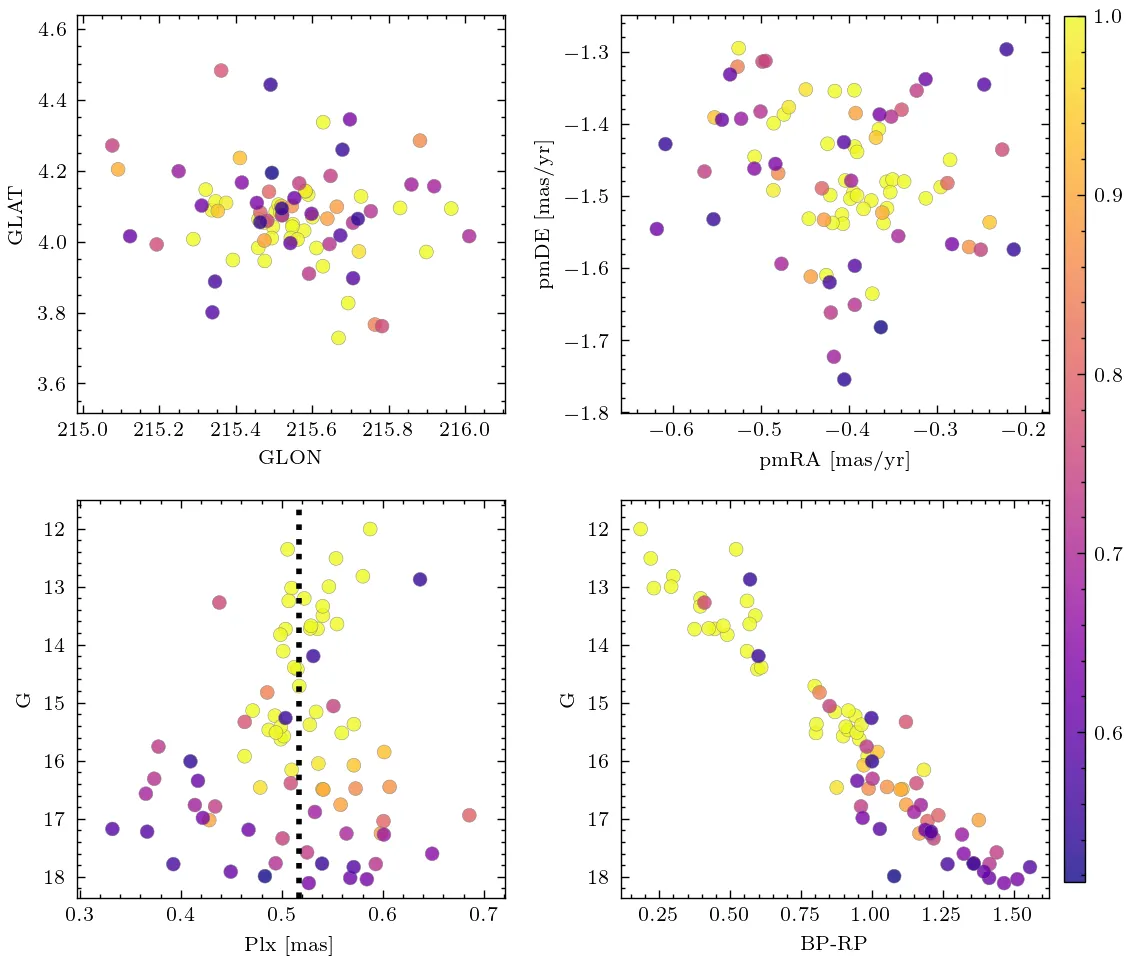 4.6
4.4
4.2
4.0
3.8
3.6
GLAT
215.0 215.2 215.4 215.6 215.8 216.0
GLON
−1.3
−1.4
−1.5
−1.6
−1.7
−1.8
pmDE [mas/yr]
−0.6 −0.5 −0.4 −0.3 −0.2
pmRA [mas/yr]
12
13
14
15
16
17
18
G
0.3 0.4 0.5 0.6 0.7
Plx [mas]
12
13
14
15
16
17
18
G
0.25 0.50 0.75 1.00 1.25 1.50
BP-RP
1.0
0.9
0.8
0.7
0.6